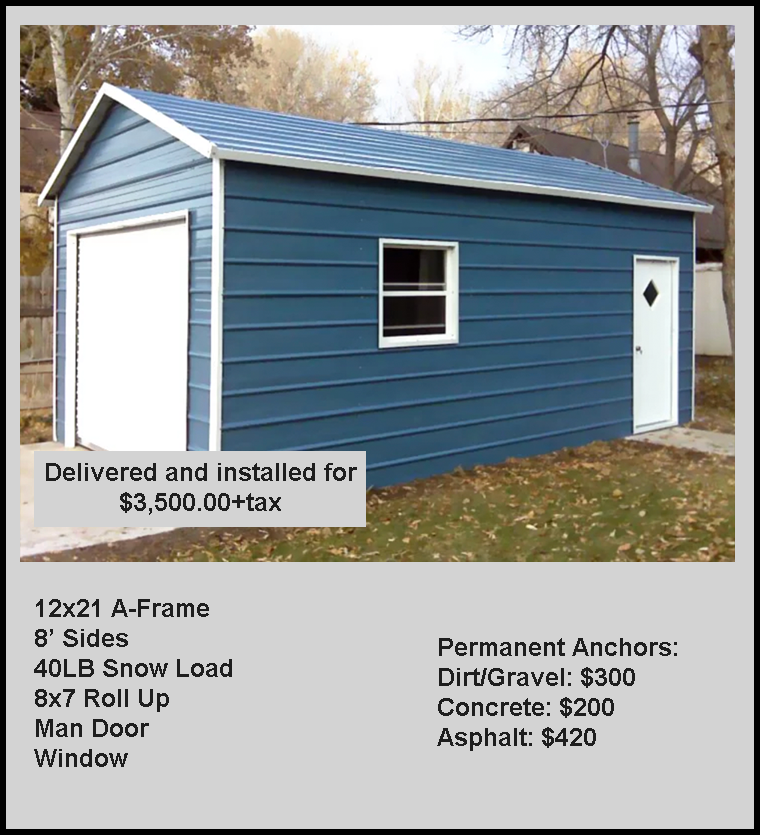 Delivered and installed for
$3,500.00+tax
12x21 A-Frame
8’ Sides
40LB Snow Load
8x7 Roll Up
Man Door
Window
Permanent Anchors:
Dirt/Gravel: $300
Concrete: $200
Asphalt: $420